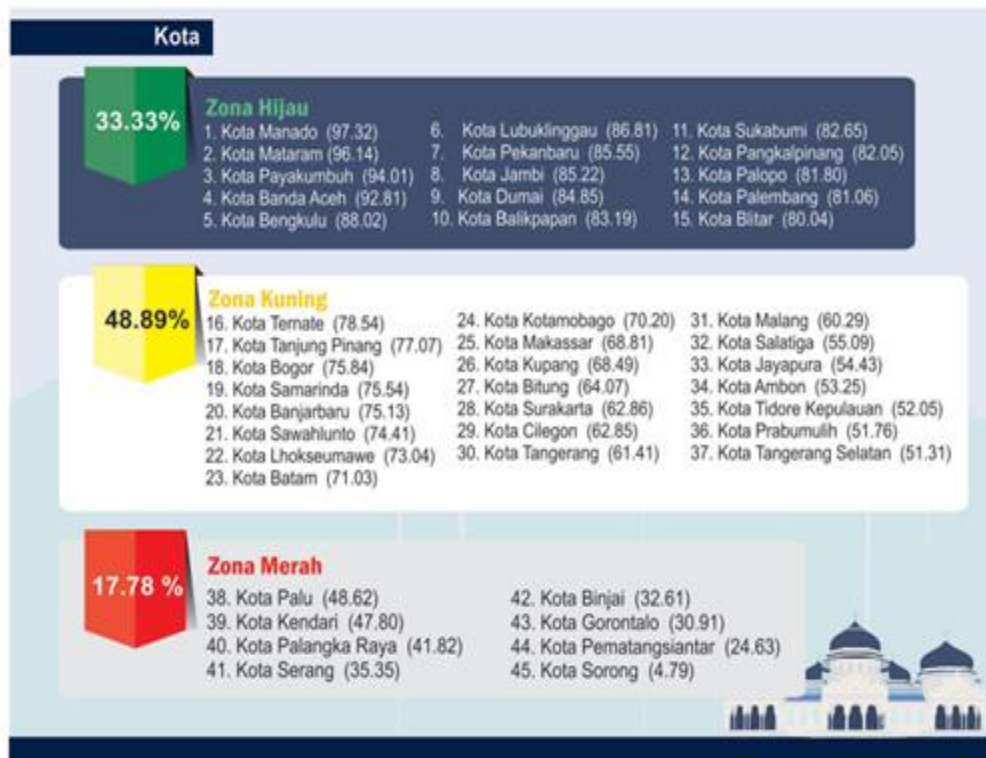 Kota
33.33%
Zona Hijau
1. Kota Manado (97.32)
2. Kota Mataram (96.14)
3. Kota Payakumbuh (94.01)
4. Kota Banda Aceh (92.81)
5. Kota Bengkulu (88.02)
6. Kota Lubuklinggau (86.81)
7. Kota Pekanbaru (85.55)
8. Kota Jambi (85.22)
9. Kota Dumai (84.85)
10. Kota Balikpapan (83.19)
11. Kota Sukabumi (82.65)
12. Kota Pangkalpinang (82.05)
13. Kota Palopo (81.80)
14. Kota Palembang (81.06)
15. Kota Blitar (80.04)
48.89%
Zona Kuning
16. Kota Ternate (78.54)
17. Kota Tanjung Pinang (77.07)
18. Kota Bogor (75.84)
19. Kota Samarinda (75.54)
20. Kota Banjarbaru (75.13)
21. Kota Sawahlunto (74.41)
22. Kota Lhokseumawe (73.04)
23. Kota Batam (71.03)
24. Kota Kotamobago (70.20)
25. Kota Makassar (68.81)
26. Kota Kupang (68.49)
27. Kota Bitung (64.07)
28. Kota Surakarta (62.86)
29. Kota Cilegon (62.85)
30. Kota Tangerang (61.41)
31. Kota Malang (60.29)
32. Kota Salatiga (55.09)
33. Kota Jayapura (54.43)
34. Kota Ambon (53.25)
35. Kota Tidore Kepulauan (52.05)
36. Kota Prabumulih (51.76)
37. Kota Tangerang Selatan (51.31)
17.78 %
Zona Merah
38. Kota Palu (48.62)
39. Kota Kendari (47.80)
40. Kota Palangka Raya (41.82)
41. Kota Serang (35.35)
42. Kota Binjai (32.61)
43. Kota Gorontalo (30.91)
44. Kota Pematangsiantar (24.63)
45. Kota Sorong (4.79)